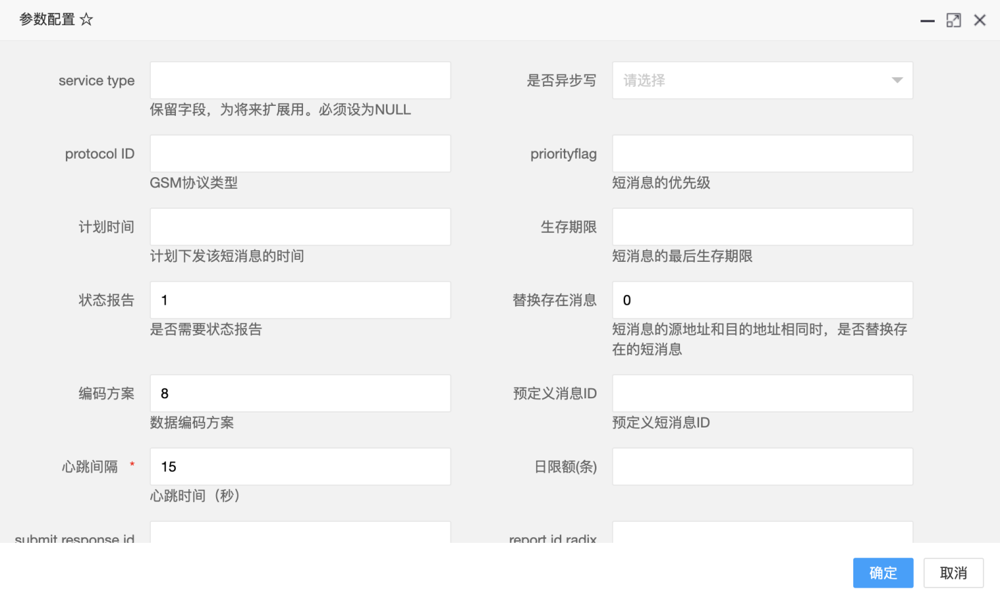 参数配置 ☆
service type
保留字段，为将来扩展用。必须设为NULL
是否异步写
请选择
protocol ID
GSM协议类型
priorityflag
短消息的优先级
计划时间
计划下发该短消息的时间
生存期限
短消息的最后生存期限
状态报告
1
是否需要状态报告
替换存在消息
0
短消息的源地址和目的地址相同时，是否替换存
在的短消息
编码方案
8
数据编码方案
预定义消息ID
预定义短消息ID
心跳间隔 *
15
心跳时间（秒）
日限额(条)
submit response id
report id radix
确定
取消